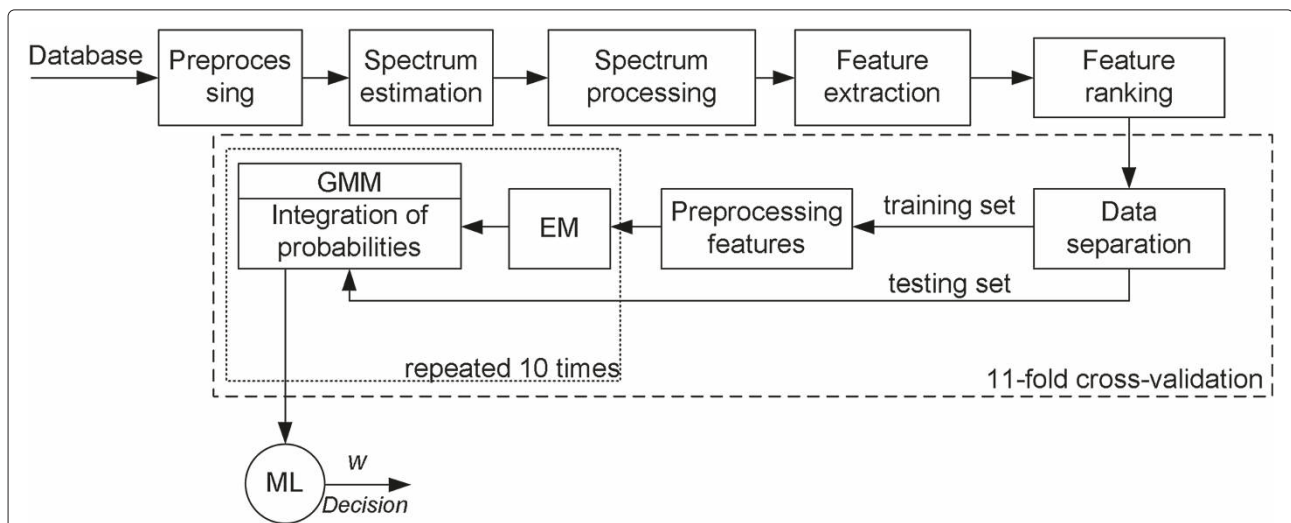 Database
Preproces
sing
Spectrum
estimation
Spectrum
processing
Feature
extraction
Feature
ranking
GMM
Integration of
probabilities
EM
Preprocessing
features
training set
Data
separation
testing set
repeated 10 times
11-fold cross-validation
ML
w
Decision